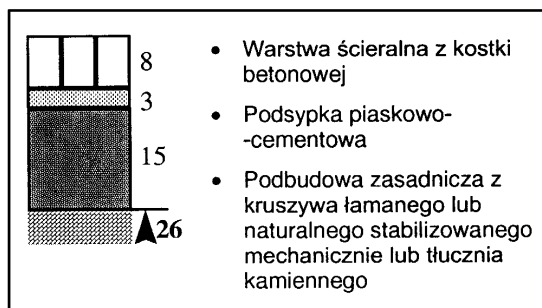 8
3
15
26
• Warstwa ścieralna z kostki
betonowej
• Podsypka piaskowo-
-cementowa
• Podbudowa zasadnicza z
kruszywa łamanego lub
naturalnego stabilizowanego
mechanicznie lub tłucznia
kamiennego